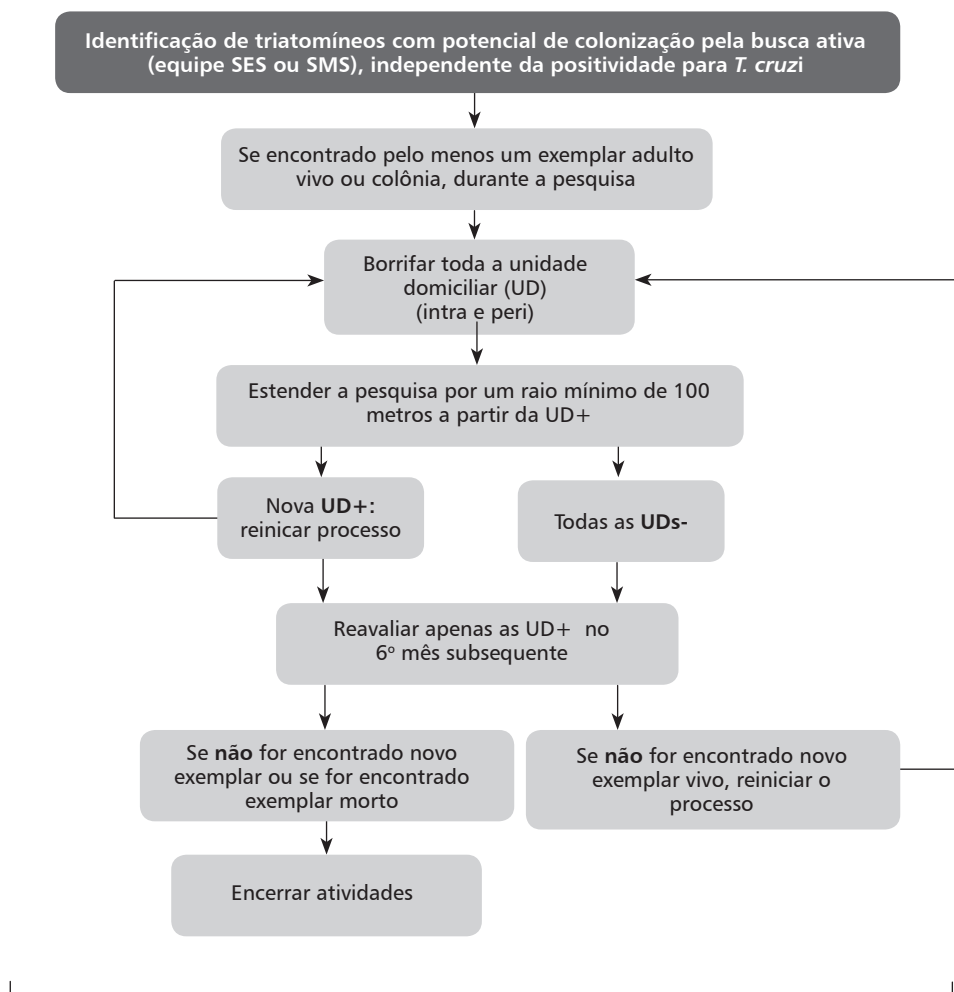 Identificação de triatomíneos com potencial de colonização pela busca ativa
(equipe SES ou SMS), independente da positividade para T. cruzi
Se encontrado pelo menos um exemplar adulto
vivo ou colônia, durante a pesquisa
Borrifar toda a unidade
domiciliar (UD)
(intra e peri)
Estender a pesquisa por um raio mínimo de 100
metros a partir da UD+
Nova UD+:
reinicar processo
Todas as UDs-
Reavaliar apenas as UD+ no
6º mês subsequente
Se não for encontrado novo
exemplar ou se for encontrado
exemplar morto
Se não for encontrado novo
exemplar vivo, reiniciar o
processo
Encerrar atividades